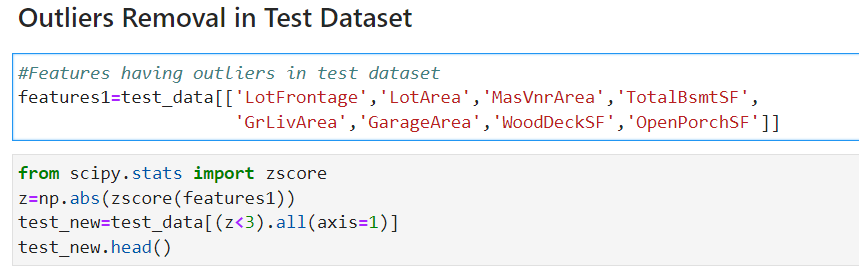 Outliers Removal in Test Dataset
#Features having outliers in test dataset
features1=test_data[['LotFrontage','LotArea','MasVnrArea','TotalBsmtSF',
'GrLivArea','GarageArea','WoodDeckSF','OpenPorchSF']]
from scipy.stats import zscore
z=np.abs(zscore(features1))
test_new=test_data[(z<3).all(axis=1)]
test_new.head()